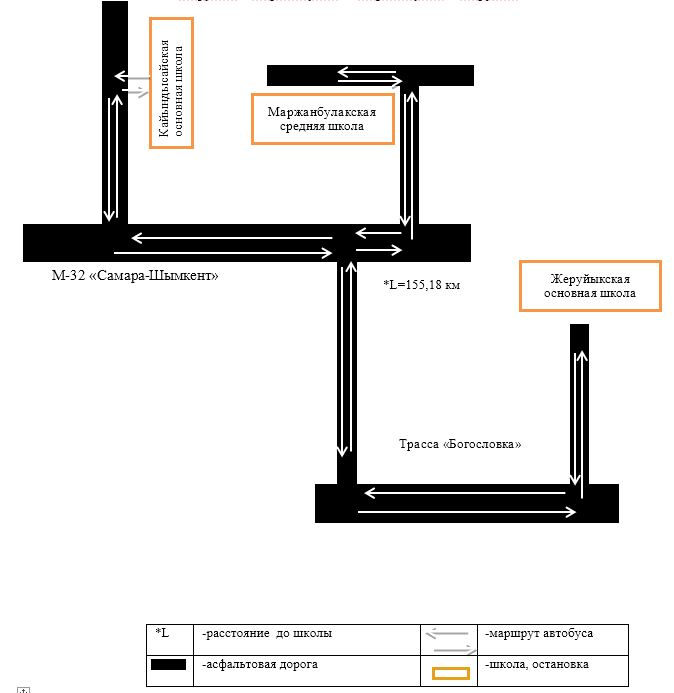 Кайындысайская
основная школа
Маржанбулакская
средняя школа
М-32 «Самара-Шымкент»
*L=155,18 км
Жеруйыкская
основная школа
Трасса «Богословка»
*L
-расстояние до школы
-маршрут автобуса
-асфальтовая дорога
-школа, остановка